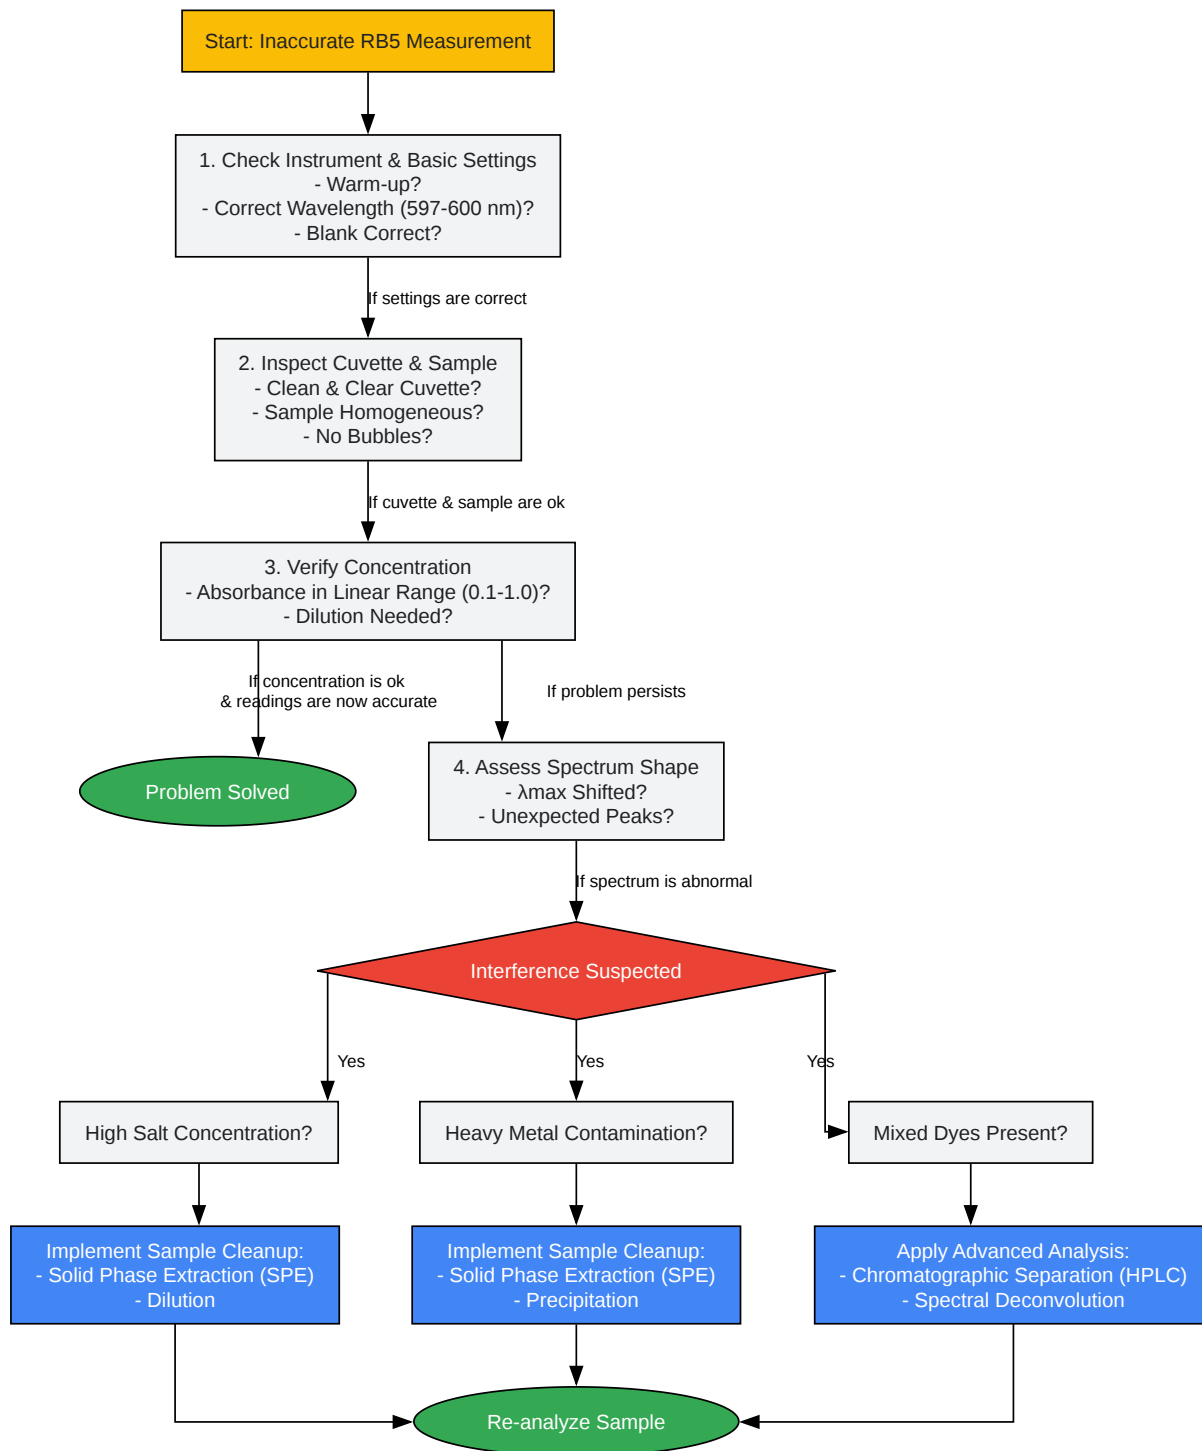 Start: Inaccurate RB5 Measurement
1. Check Instrument & Basic Settings
- Warm-up?
- Correct Wavelength (597-600 nm)?
- Blank Correct?
If settings are correct
2. Inspect Cuvette & Sample
- Clean & Clear Cuvette?
- Sample Homogeneous?
- No Bubbles?
If cuvette & sample are ok
3. Verify Concentration
- Absorbance in Linear Range (0.1-1.0)?
- Dilution Needed?
If concentration is ok
& readings are now accurate
If problem persists
Problem Solved
4. Assess Spectrum Shape
- λmax Shifted?
- Unexpected Peaks?
If spectrum is abnormal
Interference Suspected
Yes
Yes
Yes
High Salt Concentration?
Heavy Metal Contamination?
Mixed Dyes Present?
Implement Sample Cleanup:
- Solid Phase Extraction (SPE)
- Dilution
Implement Sample Cleanup:
- Solid Phase Extraction (SPE)
- Precipitation
Apply Advanced Analysis:
- Chromatographic Separation (HPLC)
- Spectral Deconvolution
Re-analyze Sample